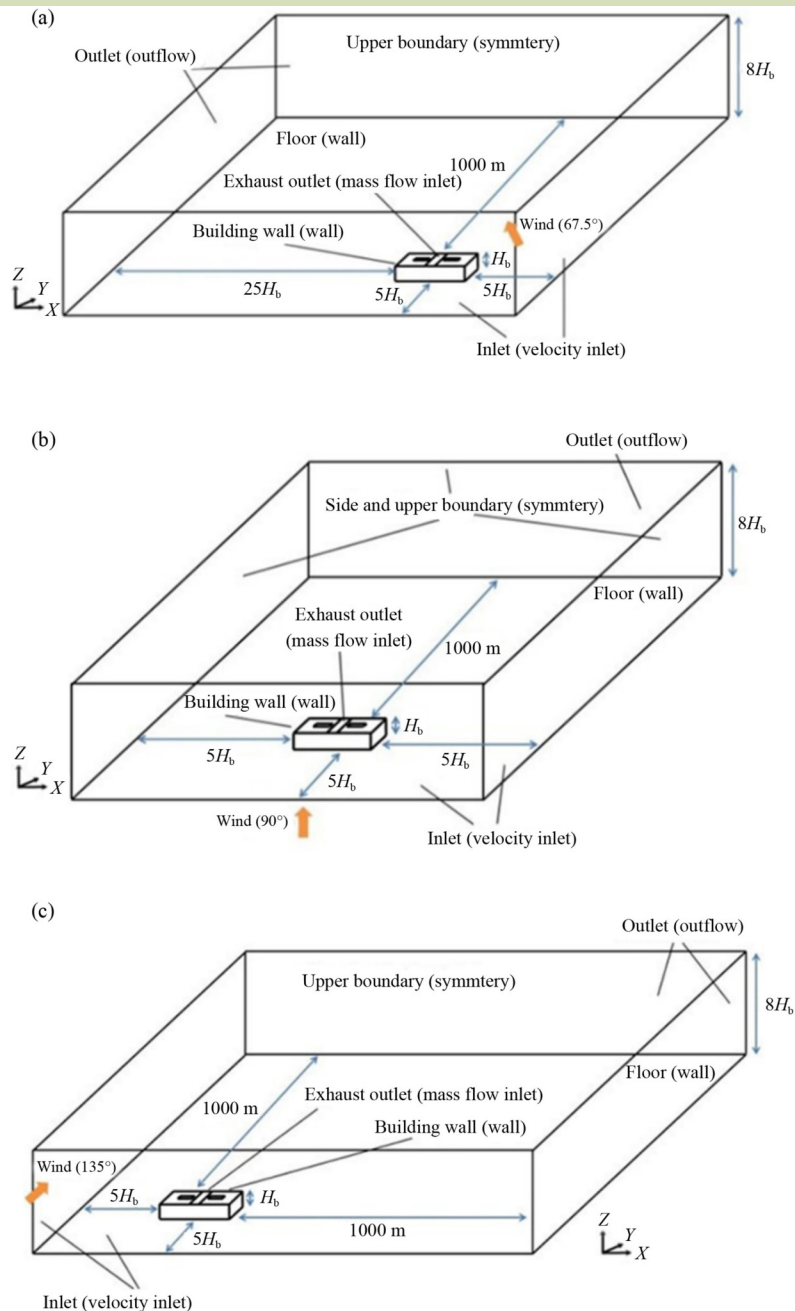 (a)
Upper boundary (symmtery)
Outlet (outflow)
8Hb
Floor (wall)
1000 m
Exhaust outlet (mass flow inlet)
Wind (67.5°)
Building wall (wall)
Hb
Z
Y
X
25Hb
5Hb
5Hb
Inlet (velocity inlet)
(b)
Outlet (outflow)
Side and upper boundary (symmtery)
8Hb
Floor (wall)
Exhaust outlet
(mass flow inlet)
1000 m
Building wall (wall)
Hb
Z
Y
X
5Hb
5Hb
5Hb
Wind (90°)
Inlet (velocity inlet)
(c)
Outlet (outflow)
Upper boundary (symmtery)
8Hb
Floor (wall)
Exhaust outlet (mass flow inlet)
1000 m
Building wall (wall)
Wind (135°)
5Hb
Hb
1000 m
5Hb
Z
Y
X
Inlet (velocity inlet)